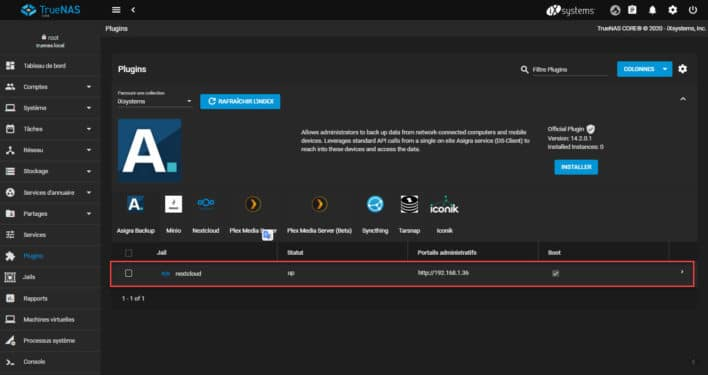 TrueNAS
CORE
iXsystems
root
truenas.local
Plugins
TrueNAS CORE® © 2020 - iXsystems, Inc.
Tableau de bord
Comptes
Système
Tâches
Réseau
Stockage
Services d'annuaire
Partages
Services
Plugins
Jails
Rapports
Machines virtuelles
Processus système
Console
Plugins
Filtre Plugins
COLONNES
Parcourir une collection
iXsystems
RAFRAÎCHIR L'INDEX
A.
Allows administrators to back up data from network-connected computers and mobile
devices. Leverages standard API calls from a single on-site Asigra service (DS-Client) to
reach into these devices and access the data.
Official Plugin
Version: 14.2.0.1
Installed Instances: 0
INSTALLER
A.
iconik
Asigra Backup Minio Nextcloud Plex Media Server Plex Media Server (Beta) Syncthing Tarsnap Iconik
Jail Statut Portails administratifs Boot
nextcloud up http://192.168.1.36
1 - 1 of 1